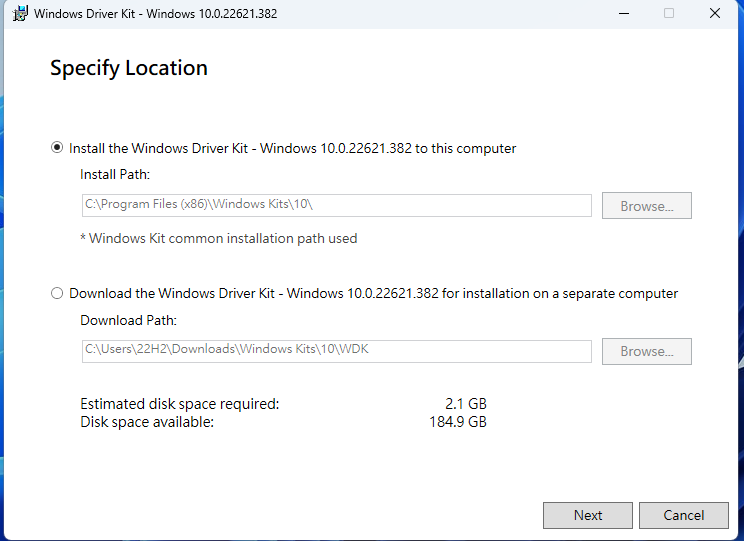 Windows Driver Kit - Windows 10.0.22621.382
Specify Location
Install the Windows Driver Kit - Windows 10.0.22621.382 to this computer
Install Path:
C:\Program Files (x86)\Windows Kits\10\
Browse...
* Windows Kit common installation path used
Download the Windows Driver Kit - Windows 10.0.22621.382 for installation on a separate computer
Download Path:
C:\Users\22H2\Downloads\Windows Kits\10\WDK
Browse...
Estimated disk space required: 2.1 GB
Disk space available: 184.9 GB
Next Cancel